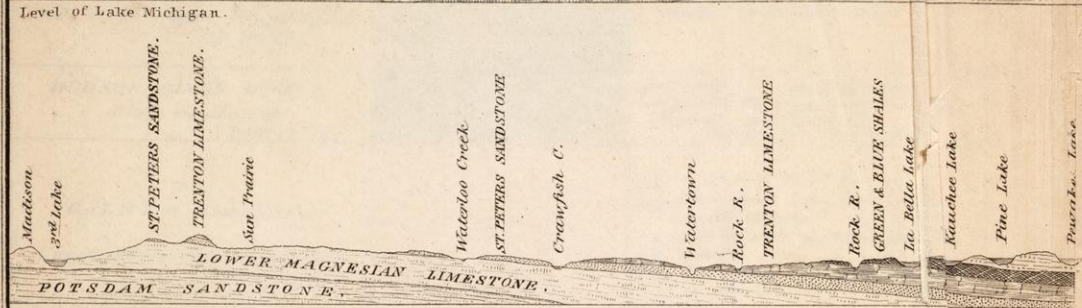 Level of Lake Michigan.
Madison
3rd Lake
ST. PETERS SANDSTONE.
TRENTON LIMESTONE.
Sun Prairie
Waterloo Creek
ST. PETERS SANDSTONE
Crawfish C.
Watertown
Rock R.
TRENTON LIMESTONE
Rock R.
GREEN & BLUE SHALES
La Bella Lake
Kauchee Lake
Pine Lake
Pewakee Lake
LOWER MAGNESIAN LIMESTONE.
POTSDAM SANDSTONE.